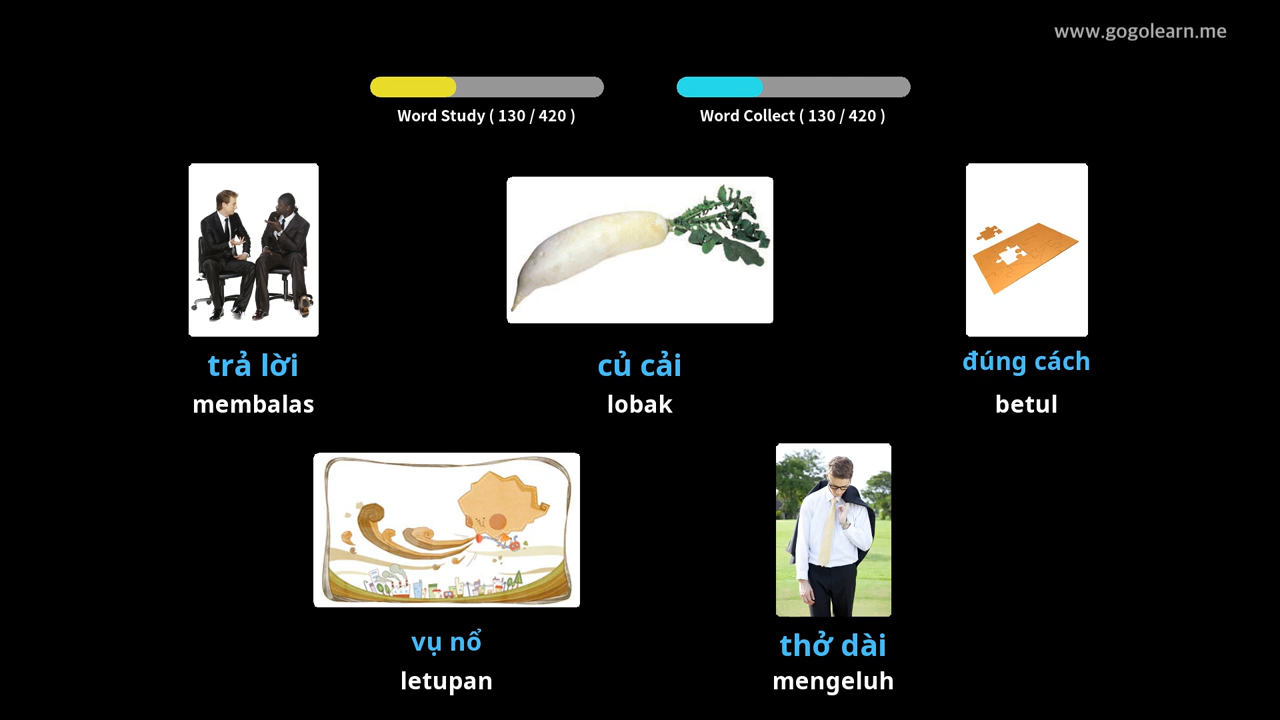 www.gogolearn.me
Word Study ( 130 / 420 )
Word Collect ( 130 / 420 )
trả lời
membalas
củ cải
lobak
đúng cách
betul
vụ nổ
letupan
thở dài
mengeluh